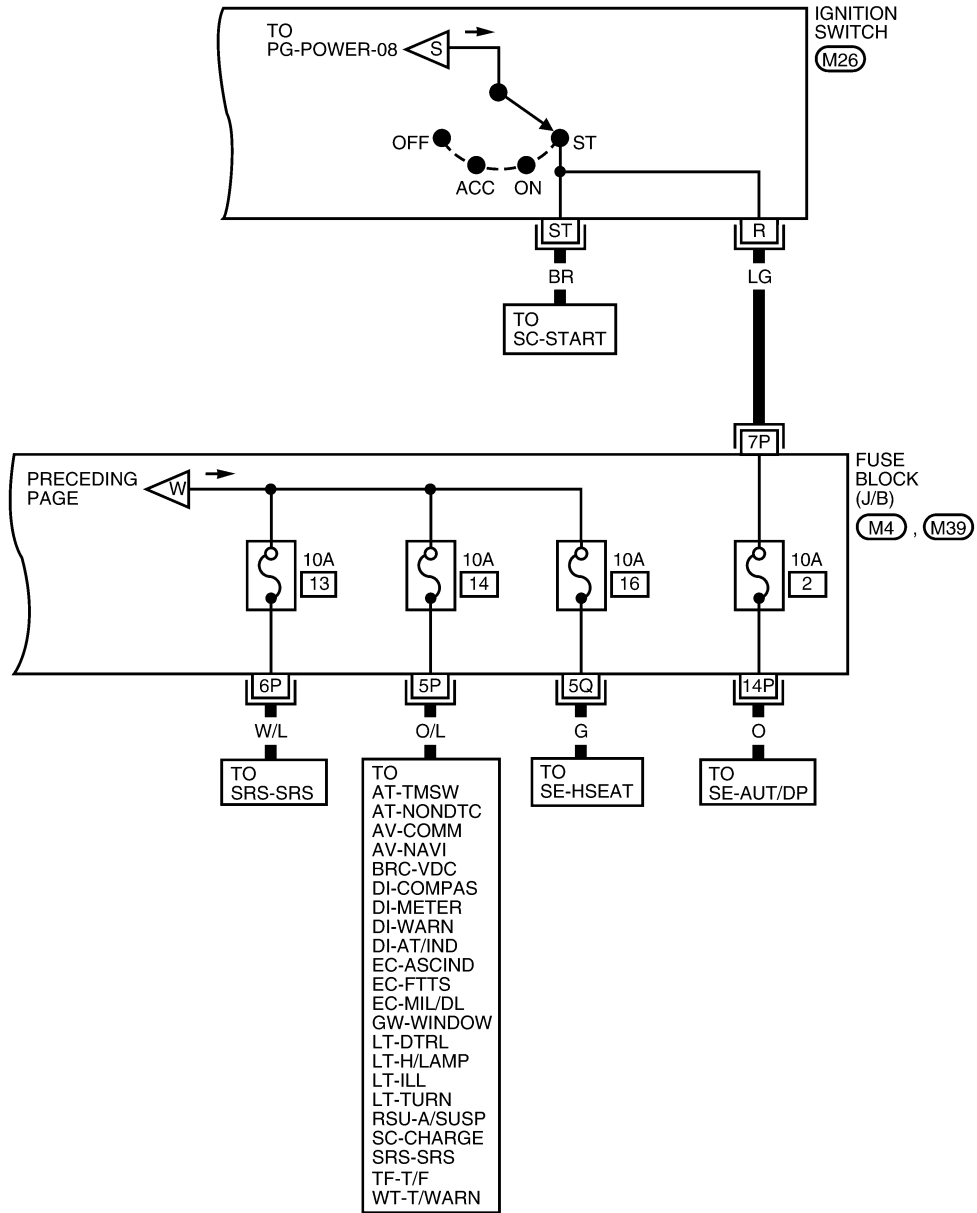 IGNITION
SWITCH
M26
TO
PG-POWER-08
S
OFF
ACC
ON
ST
ST
R
BR
LG
TO
SC-START
7P
FUSE
BLOCK
(J/B)
M4 , M39
PRECEDING
PAGE
W
10A
13
10A
14
10A
16
10A
2
6P
5P
5Q
14P
W/L
O/L
G
O
TO
SRS-SRS
TO
AT-TMSW
AT-NONDTC
AV-COMM
AV-NAVI
BRC-VDC
DI-COMPAS
DI-METER
DI-WARN
DI-AT/IND
EC-ASCIND
EC-FTTS
EC-MIL/DL
GW-WINDOW
LT-DTRL
LT-H/LAMP
LT-ILL
LT-TURN
RSU-A/SUSP
SC-CHARGE
SRS-SRS
TF-T/F
WT-T/WARN
TO
SE-HSEAT
TO
SE-AUT/DP